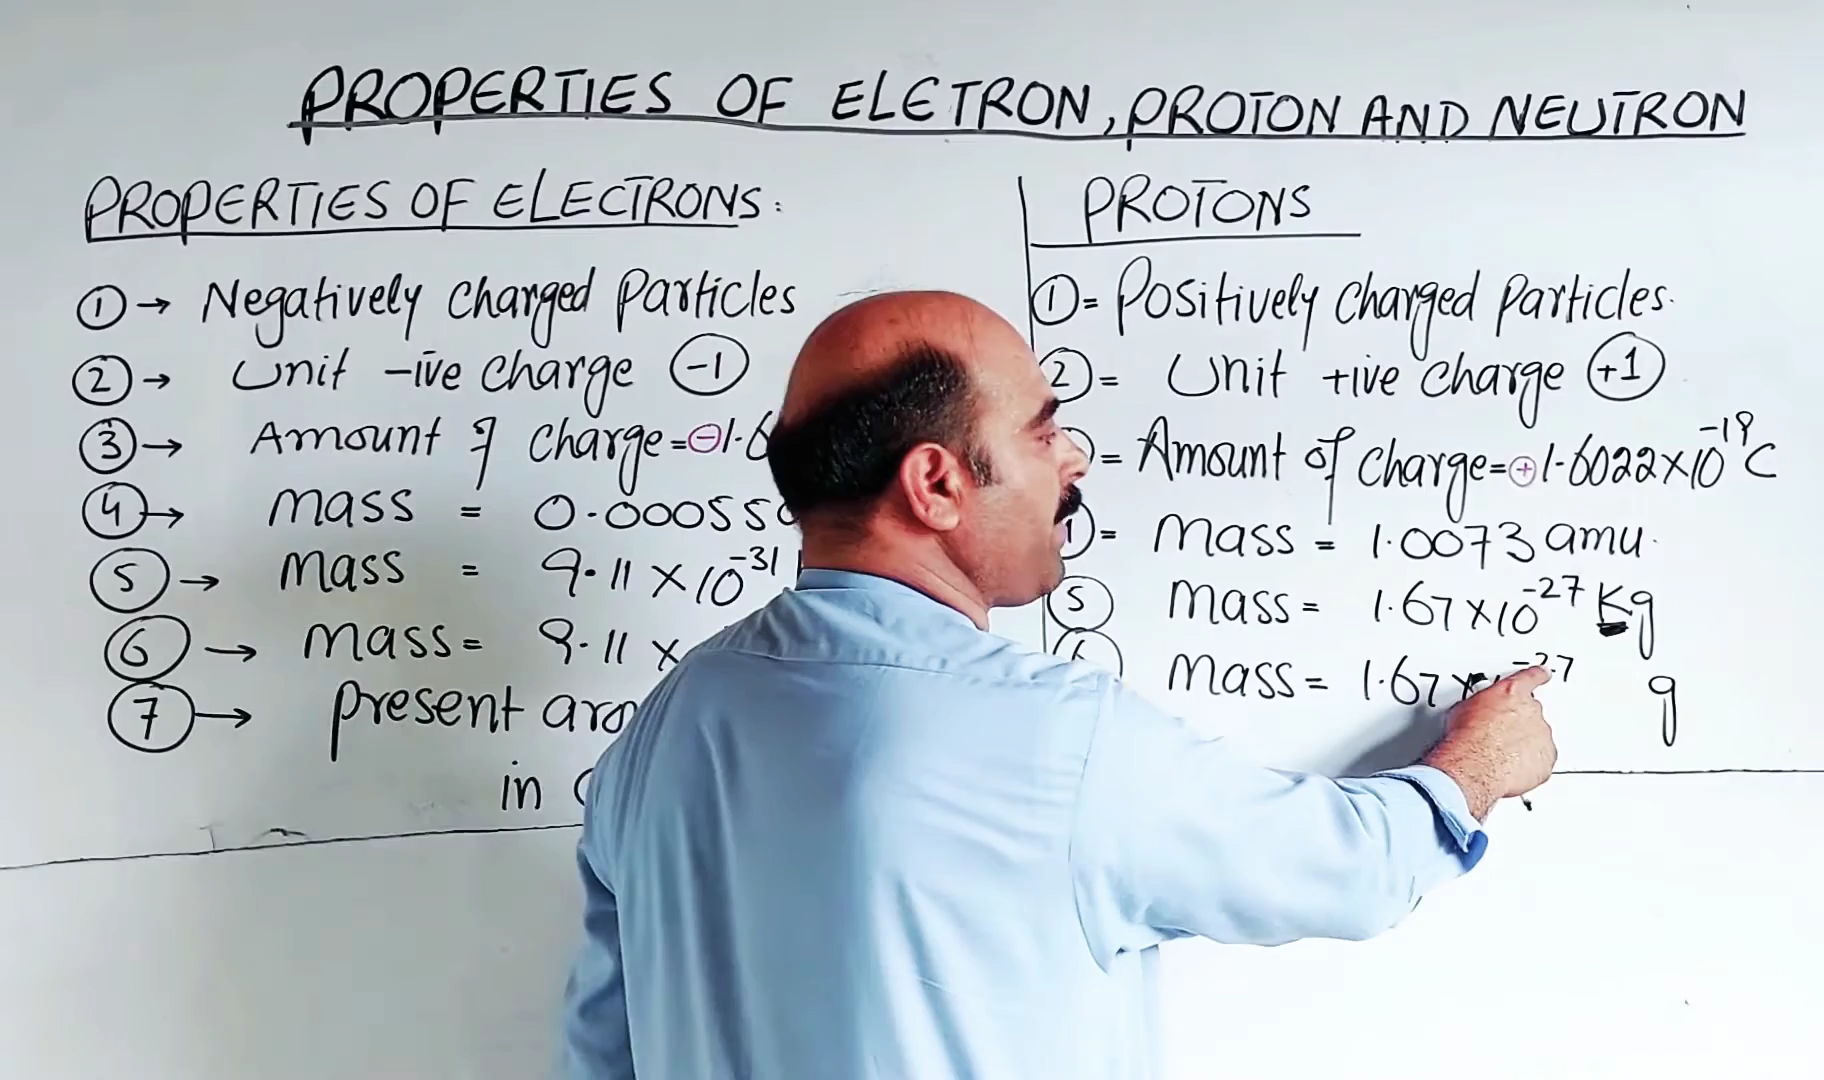 PROPERTIES OF ELETRON, PROTON AND NEUTRON
PROPERTIES OF ELECTRONS:
① → Negatively Charged Particles
② → Unit -ive Charge (-1)
③ → Amount of Charge = ⊖1.6
④ → Mass = 0.00055
⑤ → Mass = 9.11 × 10⁻³¹
⑥ → Mass = 9.11 ×
⑦ → Present
in
PROTONS
① = Positively Charged Particles.
② = Unit +ive Charge (+1)
= Amount of Charge = ⊕1.6022×10⁻¹⁹ C
= Mass = 1.0073 amu.
⑤ Mass = 1.67×10⁻²⁷ Kg
Mass = 1.67× g